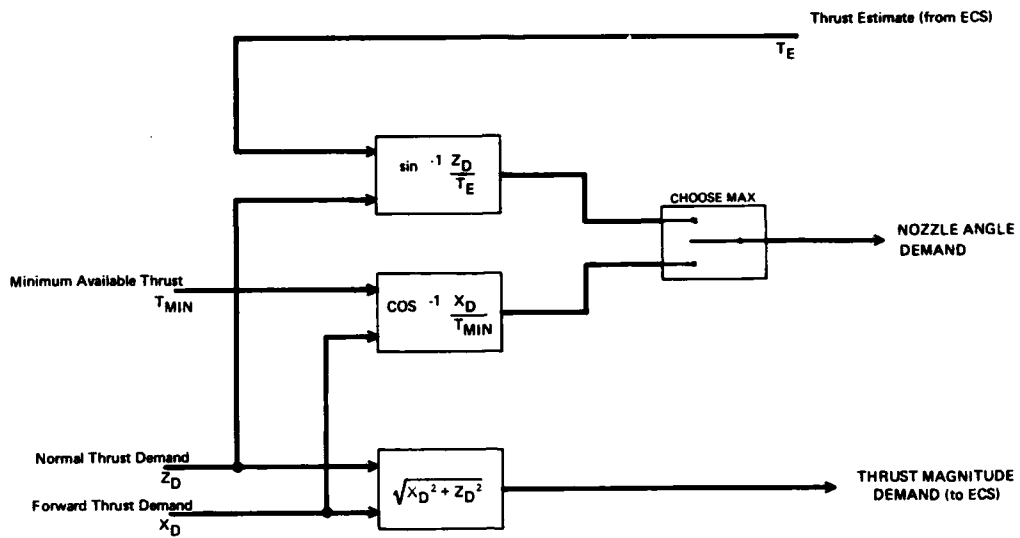 Thrust Estimate (from ECS)
T_E
sin ⁻¹ Z_D / T_E
CHOOSE MAX
NOZZLE ANGLE
DEMAND
Minimum Available Thrust
T_MIN
COS ⁻¹ X_D / T_MIN
Normal Thrust Demand
Z_D
Forward Thrust Demand
X_D
√X_D² + Z_D²
THRUST MAGNITUDE
DEMAND (to ECS)